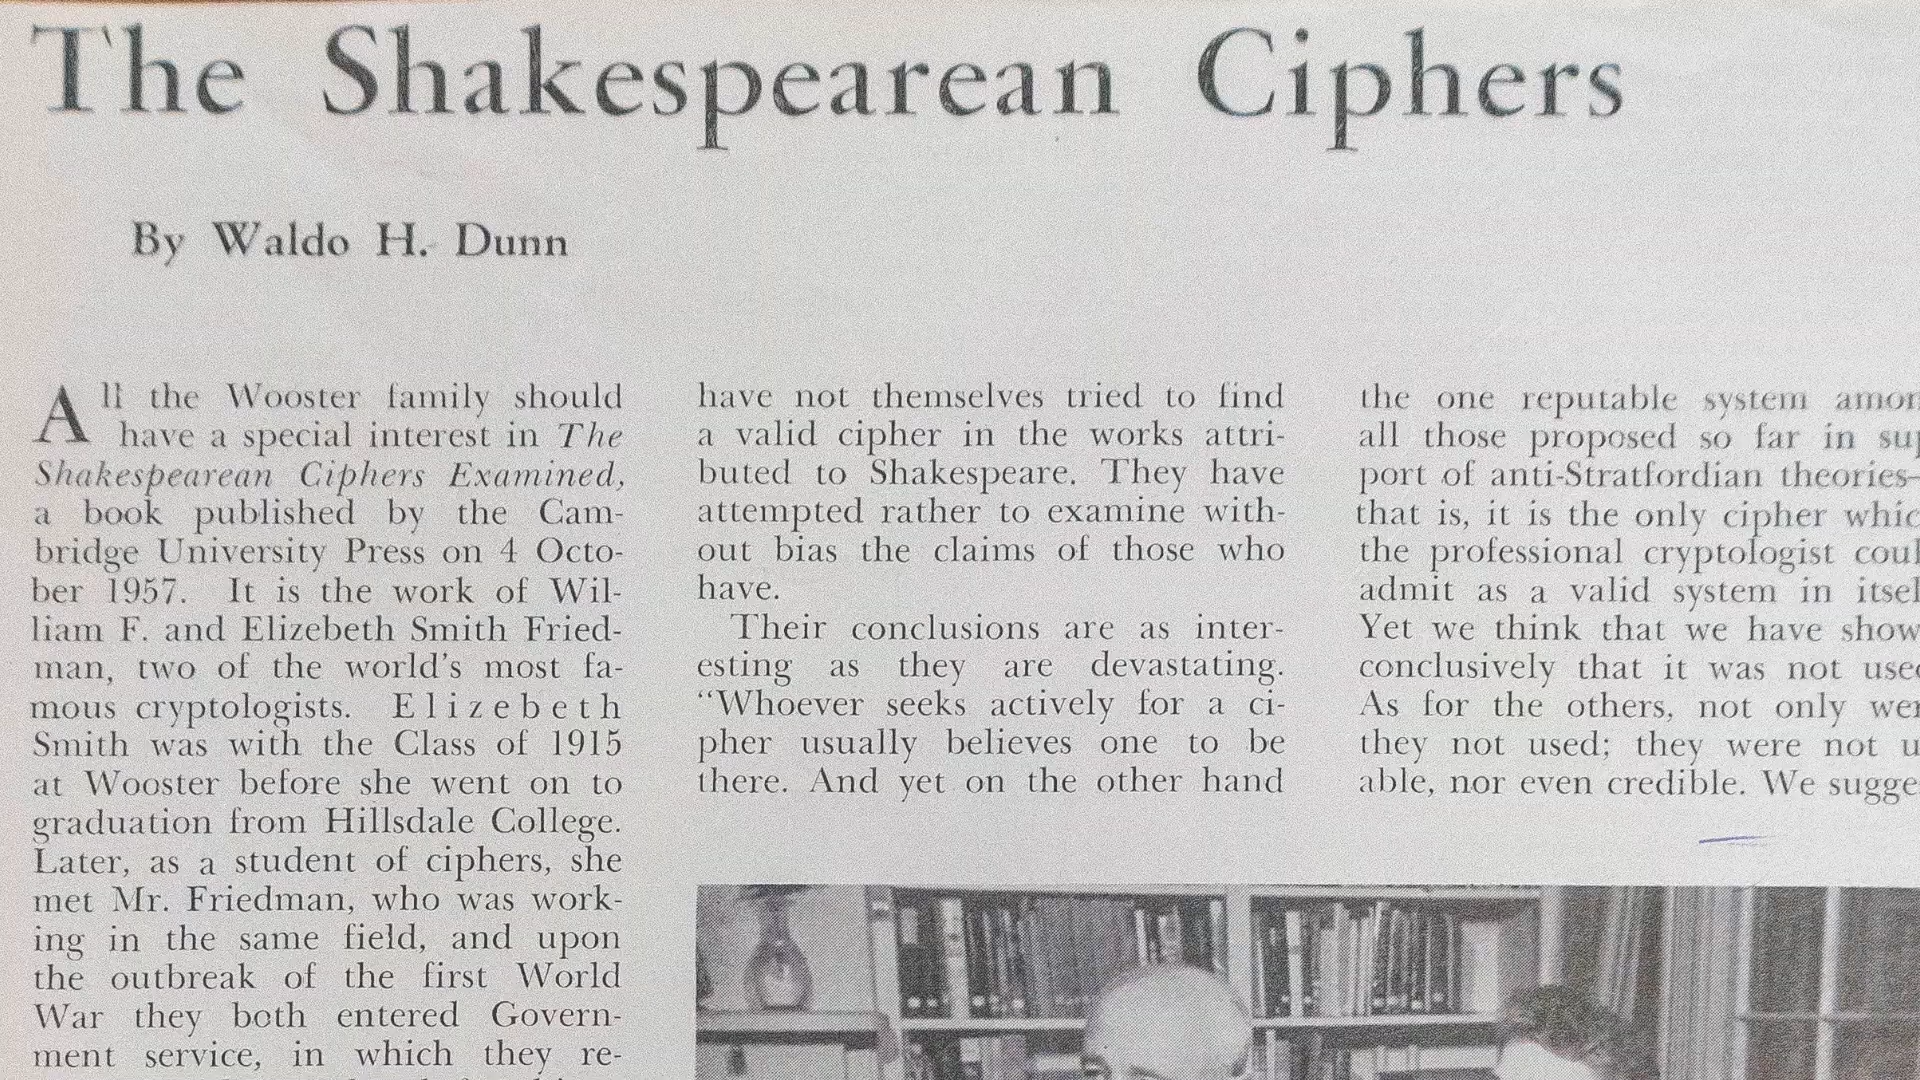 The Shakespearean Ciphers
By Waldo H. Dunn
All the Wooster family should
have a special interest in The
Shakespearean Ciphers Examined,
a book published by the Cam-
bridge University Press on 4 Octo-
ber 1957. It is the work of Wil-
liam F. and Elizebeth Smith Fried-
man, two of the world's most fa-
mous cryptologists. Elizebeth
Smith was with the Class of 1915
at Wooster before she went on to
graduation from Hillsdale College.
Later, as a student of ciphers, she
met Mr. Friedman, who was work-
ing in the same field, and upon
the outbreak of the first World
War they both entered Govern-
ment service, in which they re-
have not themselves tried to find
a valid cipher in the works attri-
buted to Shakespeare. They have
attempted rather to examine with-
out bias the claims of those who
have.
Their conclusions are as inter-
esting as they are devastating.
“Whoever seeks actively for a ci-
pher usually believes one to be
there. And yet on the other hand
the one reputable system
all those proposed so far in
port of anti-Stratfordian theories—
that is, it is the only cipher
the professional cryptologist
admit as a valid system in
Yet we think that we have
conclusively that it was not
As for the others, not only
they not used; they were not
able, nor even credible. We